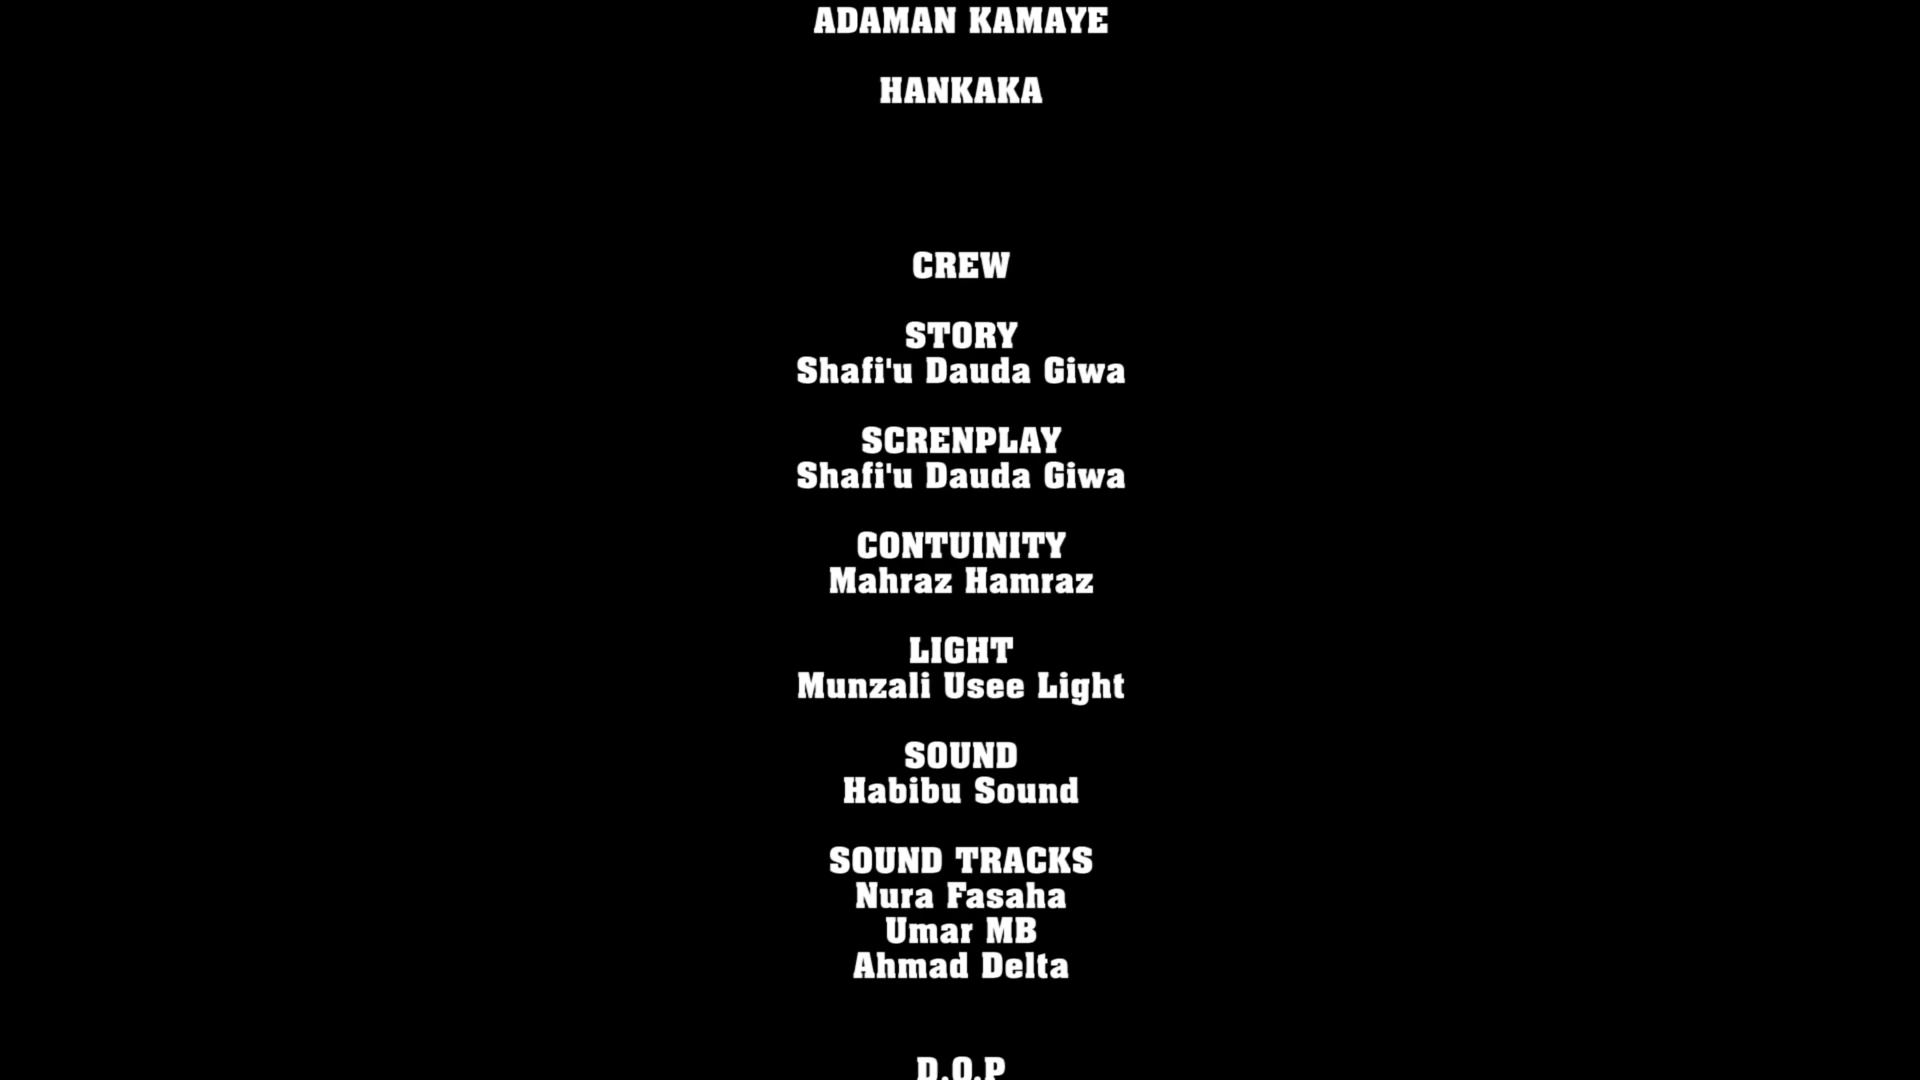 ADAMAN KAMAYE
HANKAKA
CREW
STORY
Shafi'u Dauda Giwa
SCRENPLAY
Shafi'u Dauda Giwa
CONTUINITY
Mahraz Hamraz
LIGHT
Munzali Usee Light
SOUND
Habibu Sound
SOUND TRACKS
Nura Fasaha
Umar MB
Ahmad Delta
D.O.P